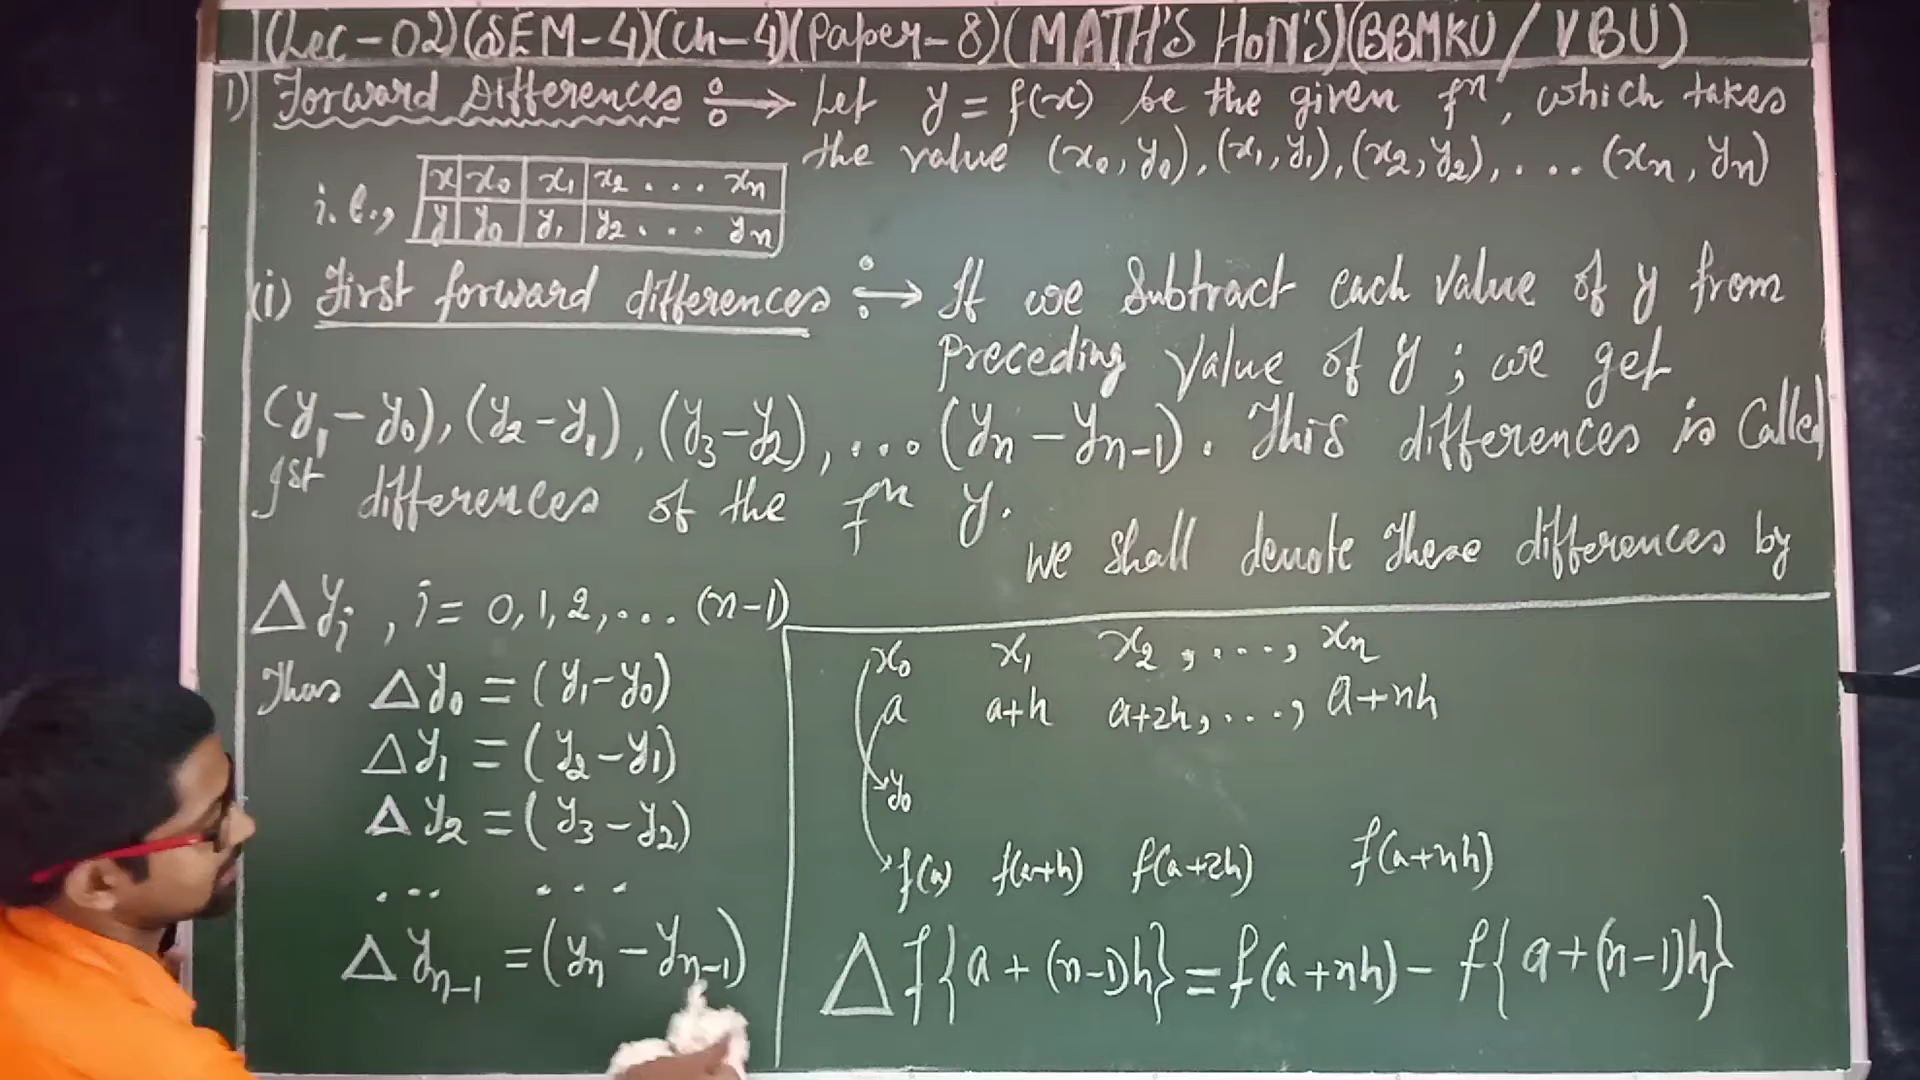 (Lec-02)(SEM-4)(Ch-4)(Paper-8)(MATH'S HoN'S)(BBMKU/VBU)
1) Forward Differences :→ Let y = f(x) be the given fⁿ, which takes
the value (x₀, y₀), (x₁, y₁), (x₂, y₂), .... (xₙ, yₙ)
i.e., x x₀ x₁ x₂ ... xₙ
y y₀ y₁ y₂ ... yₙ
(i) First forward differences :→ If we Subtract each value of y from
preceding value of y ; we get
(y₁ - y₀), (y₂ - y₁), (y₃ - y₂), ... (yₙ - yₙ₋₁). This differences is Called
Ist differences of the fⁿ y.
We shall denote these differences by
Δyᵢ, i = 0, 1, 2, ... (n-1)
Thus Δy₀ = (y₁ - y₀)
Δy₁ = (y₂ - y₁)
Δy₂ = (y₃ - y₂)
... ...
Δyₙ₋₁ = (yₙ - yₙ₋₁)
x₀ x₁ x₂, ...., xₙ
a a+h a+2h, ...., a+nh
y₀
f(a) f(a+h) f(a+2h) f(a+nh)
Δ f{a + (n-1)h} = f(a+nh) - f{a + (n-1)h}